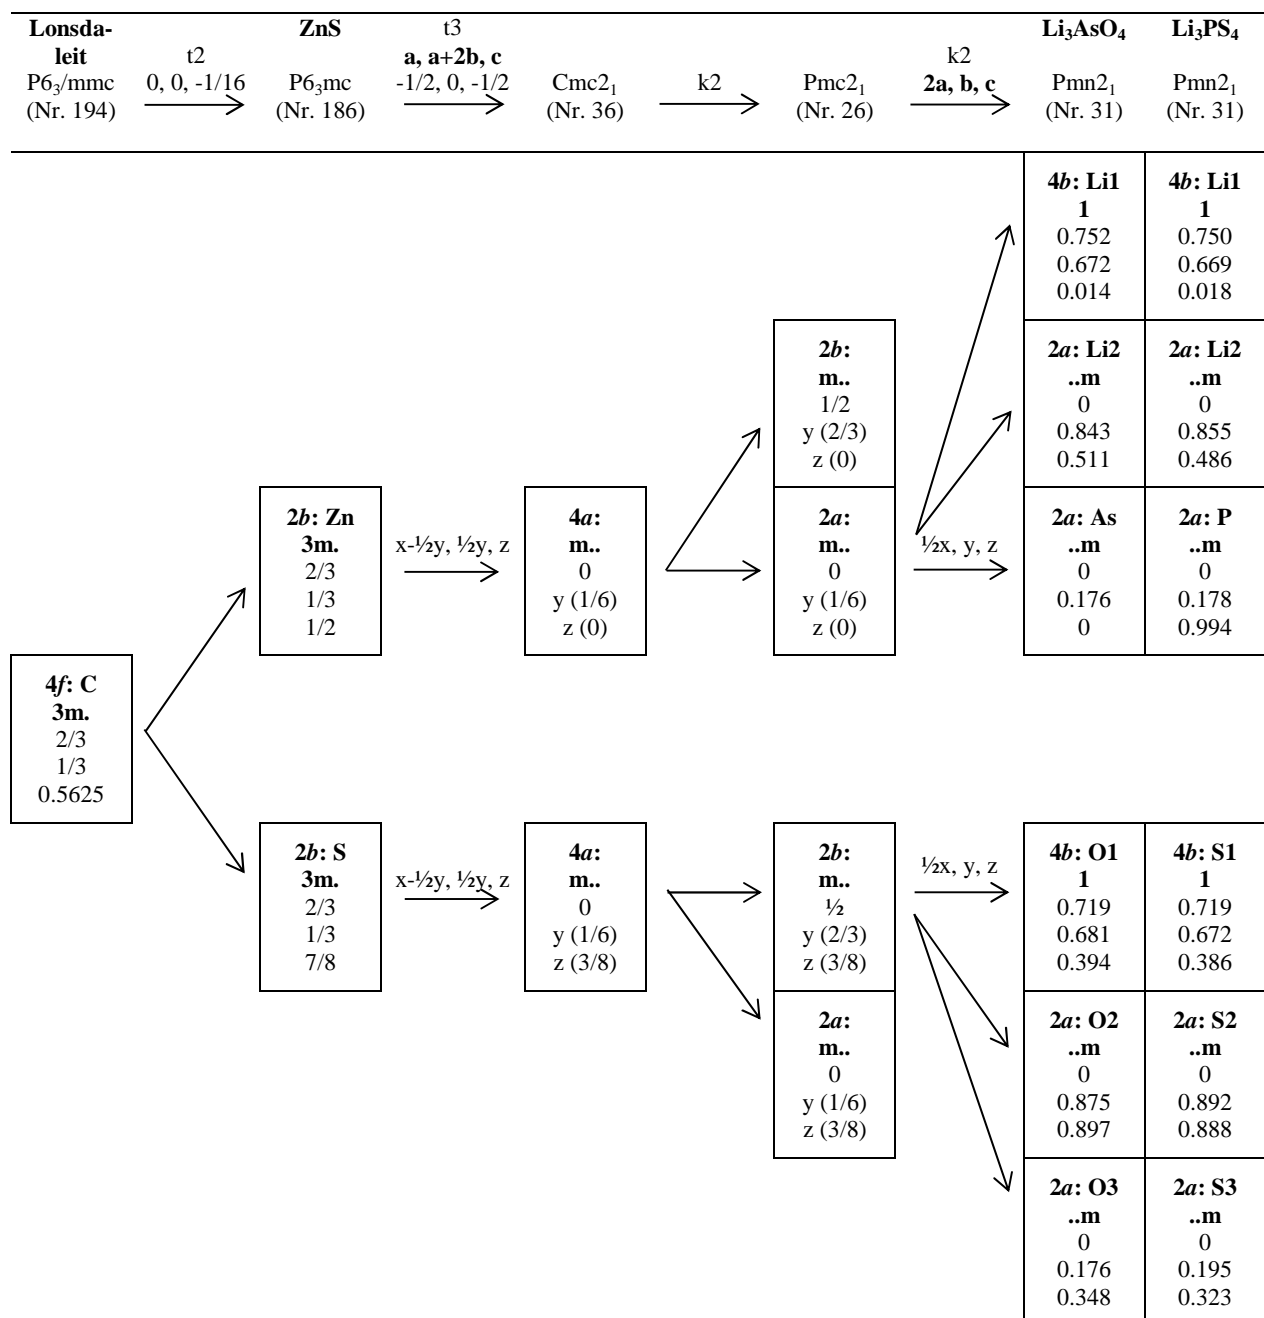 Lonsda-
leit
P6₃/mmc
(Nr. 194)
t2
0, 0, -1/16
ZnS
P6₃mc
(Nr. 186)
t3
a, a+2b, c
-1/2, 0, -1/2
Cmc2₁
(Nr. 36)
k2
Pmc2₁
(Nr. 26)
k2
2a, b, c
Li₃AsO₄
Pmn2₁
(Nr. 31)
Li₃PS₄
Pmn2₁
(Nr. 31)
4b: Li1
1
0.752
0.672
0.014
4b: Li1
1
0.750
0.669
0.018
2b:
m..
1/2
y (2/3)
z (0)
2a: Li2
..m
0
0.843
0.511
2a: Li2
..m
0
0.855
0.486
2b: Zn
3m.
2/3
1/3
1/2
x-½y, ½y, z
4a:
m..
0
y (1/6)
z (0)
2a:
m..
0
y (1/6)
z (0)
½x, y, z
2a: As
..m
0
0.176
0
2a: P
..m
0
0.178
0.994
4f: C
3m.
2/3
1/3
0.5625
2b: S
3m.
2/3
1/3
7/8
x-½y, ½y, z
4a:
m..
0
y (1/6)
z (3/8)
2b:
m..
½
y (2/3)
z (3/8)
½x, y, z
4b: O1
1
0.719
0.681
0.394
4b: S1
1
0.719
0.672
0.386
2a:
m..
0
y (1/6)
z (3/8)
2a: O2
..m
0
0.875
0.897
2a: S2
..m
0
0.892
0.888
2a: O3
..m
0
0.176
0.348
2a: S3
..m
0
0.195
0.323